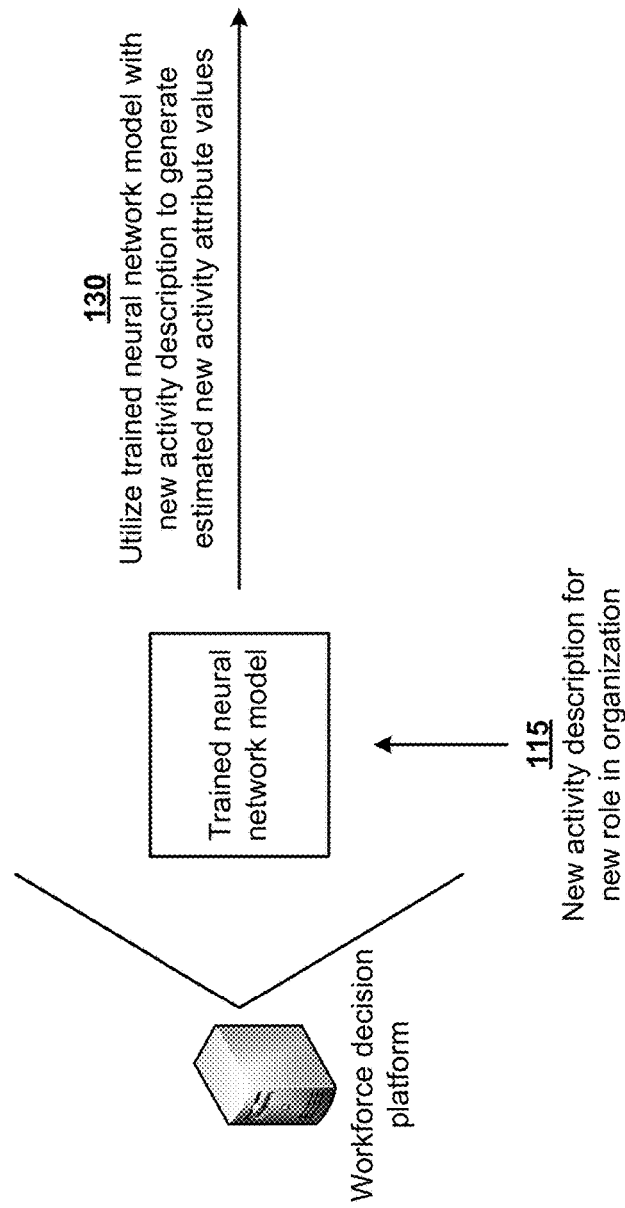 130
Utilize trained neural network model with
new activity description to generate
estimated new activity attribute values
Trained neural
network model
Workforce decision
platform
115
New activity description for
new role in organization